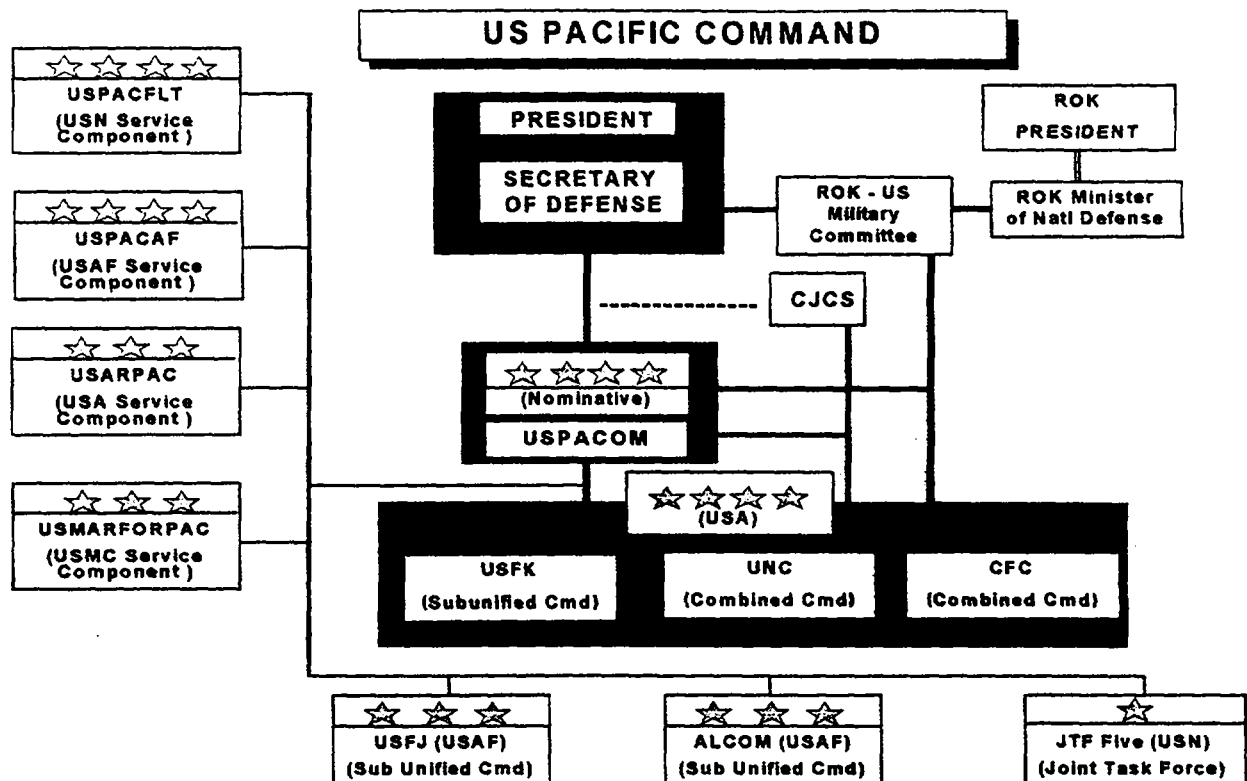 US PACIFIC COMMAND
USPACFLT
(USN Service
Component )
USPACAF
(USAF Service
Component )
USARPAC
(USA Service
Component )
USMARFORPAC
(USMC Service
Component )
PRESIDENT
SECRETARY
OF DEFENSE
ROK - US
Military
Committee
ROK
PRESIDENT
ROK Minister
of Natl Defense
CJCS
(Nominative)
USPACOM
(USA)
USFK
(Subunified Cmd)
UNC
(Combined Cmd)
CFC
(Combined Cmd)
USFJ (USAF)
(Sub Unified Cmd)
ALCOM (USAF)
(Sub Unified Cmd)
JTF Five (USN)
(Joint Task Force)